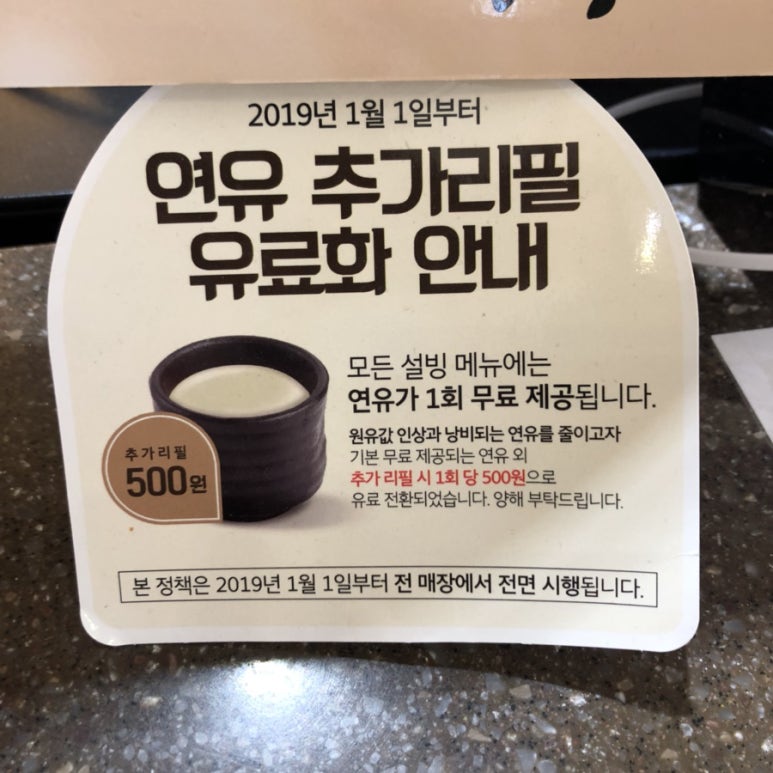 2019년 1월 1일부터
연유 추가리필
유료화 안내
모든 설빙 메뉴에는
연유가 1회 무료 제공됩니다.
원유값 인상과 낭비되는 연유를 줄이고자
기본 무료 제공되는 연유 외
추가 리필 시 1회 당 500원으로
유료 전환되었습니다. 양해 부탁드립니다.
추가리필
500원
본 정책은 2019년 1월 1일부터 전 매장에서 전면 시행됩니다.